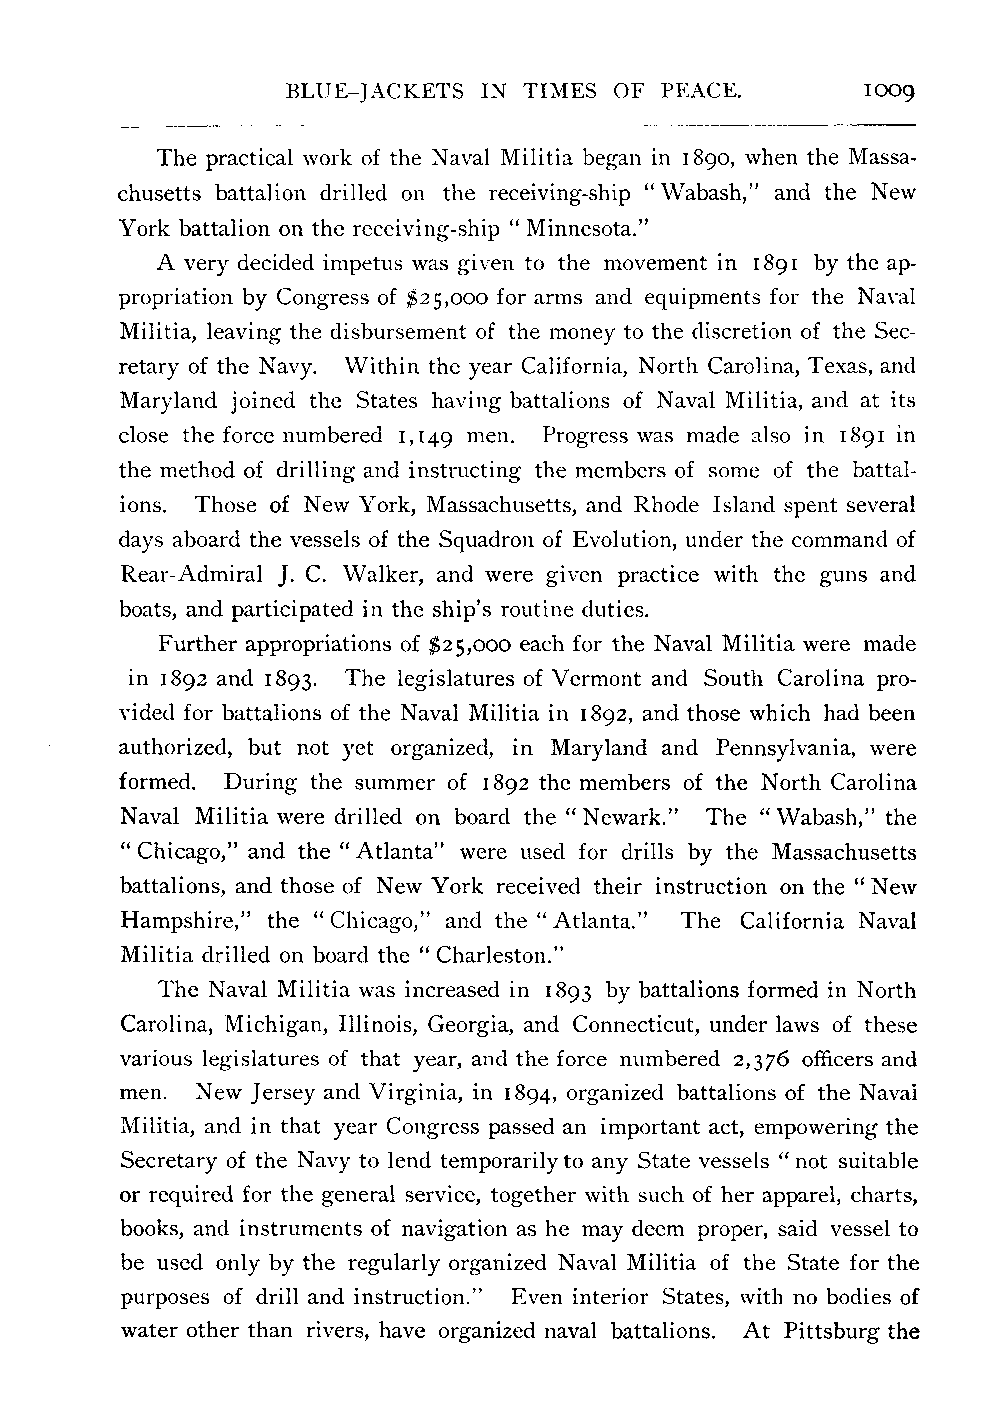 BLUE-JACKETS IN TIMES OF PEACE. 1009
The practical work of the Naval Militia began in 1890, when the Massa-
chusetts battalion drilled on the receiving-ship “Wabash,” and the New
York battalion on the receiving-ship “Minnesota.”
A very decided impetus was given to the movement in 1891 by the ap-
propriation by Congress of $25,000 for arms and equipments for the Naval
Militia, leaving the disbursement of the money to the discretion of the Sec-
retary of the Navy. Within the year California, North Carolina, Texas, and
Maryland joined the States having battalions of Naval Militia, and at its
close the force numbered 1,149 men. Progress was made also in 1891 in
the method of drilling and instructing the members of some of the battal-
ions. Those of New York, Massachusetts, and Rhode Island spent several
days aboard the vessels of the Squadron of Evolution, under the command of
Rear-Admiral J. C. Walker, and were given practice with the guns and
boats, and participated in the ship's routine duties.
Further appropriations of $25,000 each for the Naval Militia were made
in 1892 and 1893. The legislatures of Vermont and South Carolina pro-
vided for battalions of the Naval Militia in 1892, and those which had been
authorized, but not yet organized, in Maryland and Pennsylvania, were
formed. During the summer of 1892 the members of the North Carolina
Naval Militia were drilled on board the “Newark.” The “Wabash,” the
“Chicago,” and the “Atlanta” were used for drills by the Massachusetts
battalions, and those of New York received their instruction on the “New
Hampshire,” the “Chicago,” and the “Atlanta.” The California Naval
Militia drilled on board the “Charleston.”
The Naval Militia was increased in 1893 by battalions formed in North
Carolina, Michigan, Illinois, Georgia, and Connecticut, under laws of these
various legislatures of that year, and the force numbered 2,376 officers and
men. New Jersey and Virginia, in 1894, organized battalions of the Naval
Militia, and in that year Congress passed an important act, empowering the
Secretary of the Navy to lend temporarily to any State vessels “not suitable
or required for the general service, together with such of her apparel, charts,
books, and instruments of navigation as he may deem proper, said vessel to
be used only by the regularly organized Naval Militia of the State for the
purposes of drill and instruction.” Even interior States, with no bodies of
water other than rivers, have organized naval battalions. At Pittsburg the